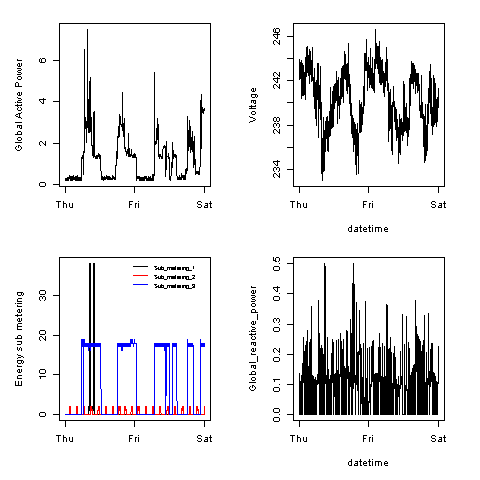 Global Active Power
0 2 4 6
Thu Fri Sat
Voltage
234 238 242 246
Thu Fri Sat
datetime
Energy sub metering
0 10 20 30
Sub_metering_1
Sub_metering_2
Sub_metering_3
Thu Fri Sat
Global_reactive_power
0.0 0.1 0.2 0.3 0.4 0.5
Thu Fri Sat
datetime